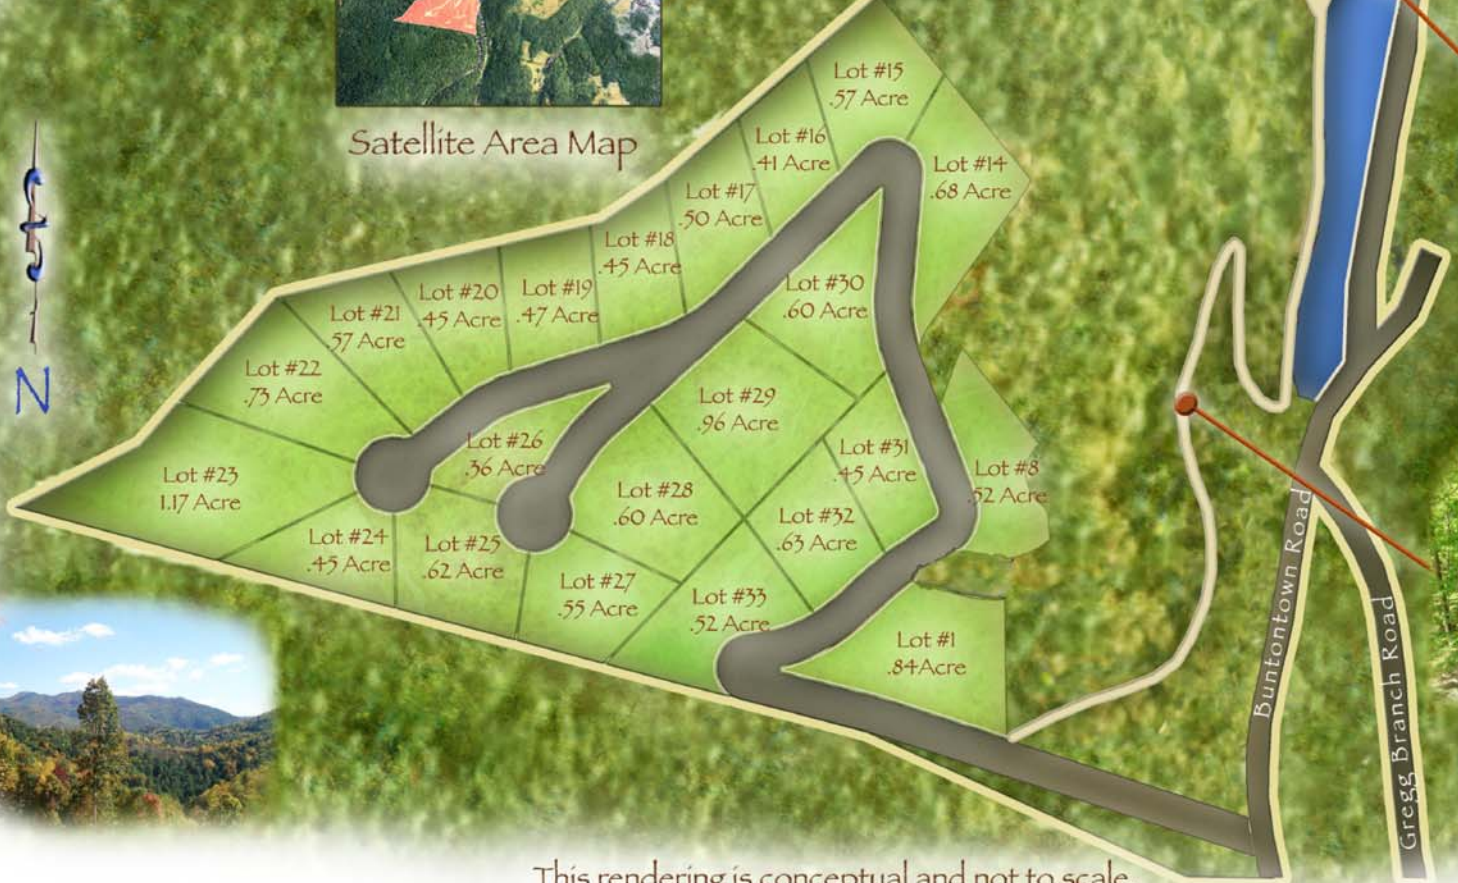 Satellite Area Map
Lot #15
.57 Acre
Lot #16
.41 Acre
Lot #14
.68 Acre
Lot #17
.50 Acre
Lot #18
.45 Acre
Lot #19
.47 Acre
Lot #20
.45 Acre
Lot #21
.57 Acre
Lot #30
.60 Acre
Lot #22
.73 Acre
Lot #29
.96 Acre
N
Lot #26
.36 Acre
Lot #31
.45 Acre
Lot #8
.52 Acre
Lot #23
1.17 Acre
Lot #28
.60 Acre
Lot #32
.63 Acre
Lot #24
.45 Acre
Lot #25
.62 Acre
Lot #27
.55 Acre
Lot #33
.52 Acre
Lot #1
.84Acre
Buntontown Road
Gregg Branch Road
This rendering is conceptual and not to scale